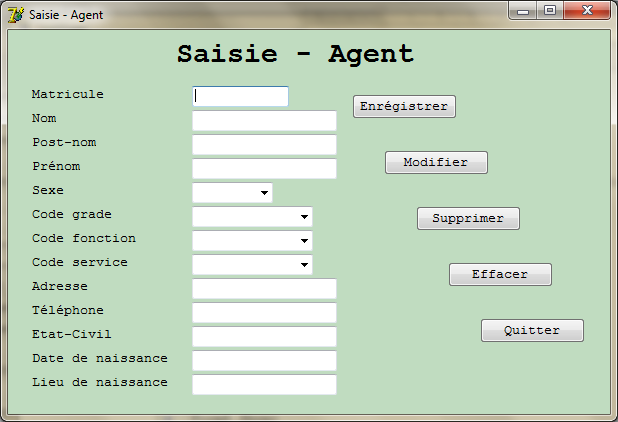 Saisie - Agent
Saisie - Agent
Matricule
Enrégistrer
Nom
Post-nom
Modifier
Prénom
Sexe
Code grade
Supprimer
Code fonction
Code service
Effacer
Adresse
Téléphone
Etat-Civil
Quitter
Date de naissance
Lieu de naissance